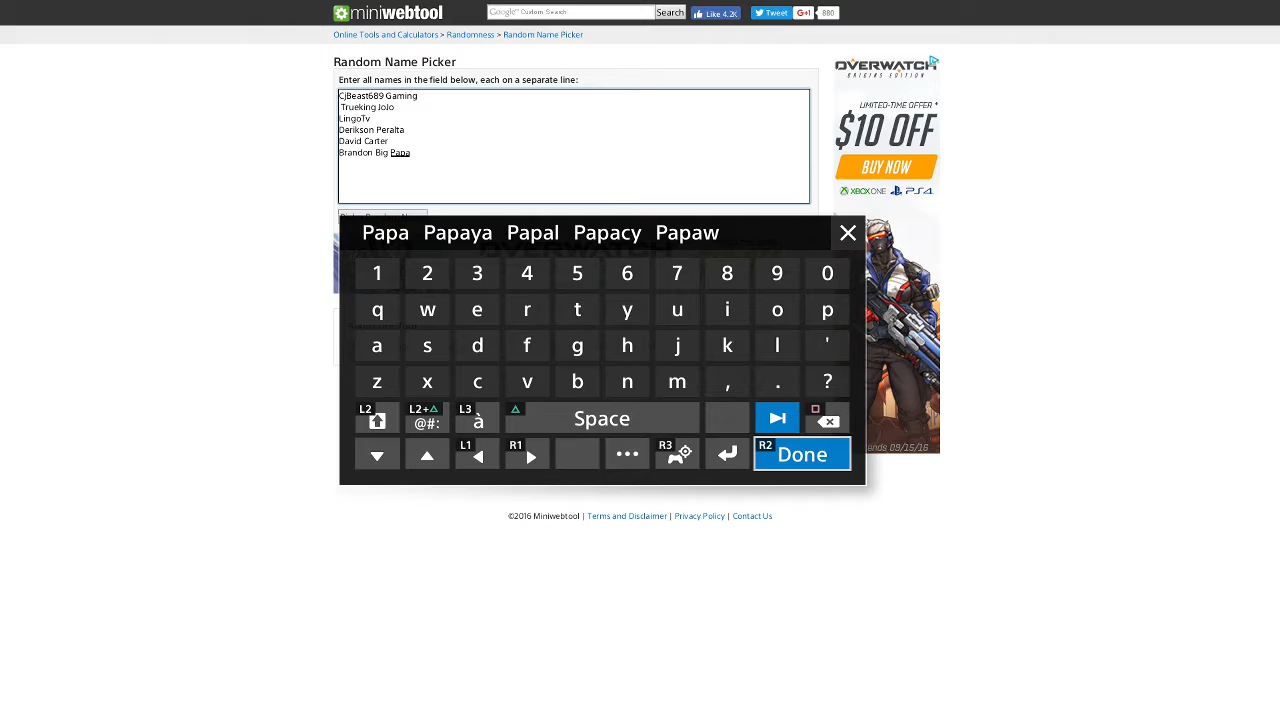 miniwebtool
Google™ Custom Search
Search
Like 4.2K
Tweet
G+1
880
Online Tools and Calculators > Randomness > Random Name Picker
Random Name Picker
Enter all names in the field below, each on a separate line:
CjBeast689 Gaming
Trueking JoJo
LingoTv
Derikson Peralta
David Carter
Brandon Big Papa
OVERWATCH
ORIGINS EDITION
LIMITED-TIME OFFER *
$10 OFF
BUY NOW
XBOX ONE PS4
Papa Papaya Papal Papacy Papaw
1 2 3 4 5 6 7 8 9 0
q w e r t y u i o p
a s d f g h j k l '
z x c v b n m , . ?
L2 L2+△ @#: L3 à △ Space □
L1 R1 ••• R3 R2 Done
ends 09/15/16
©2016 Miniwebtool | Terms and Disclaimer | Privacy Policy | Contact Us